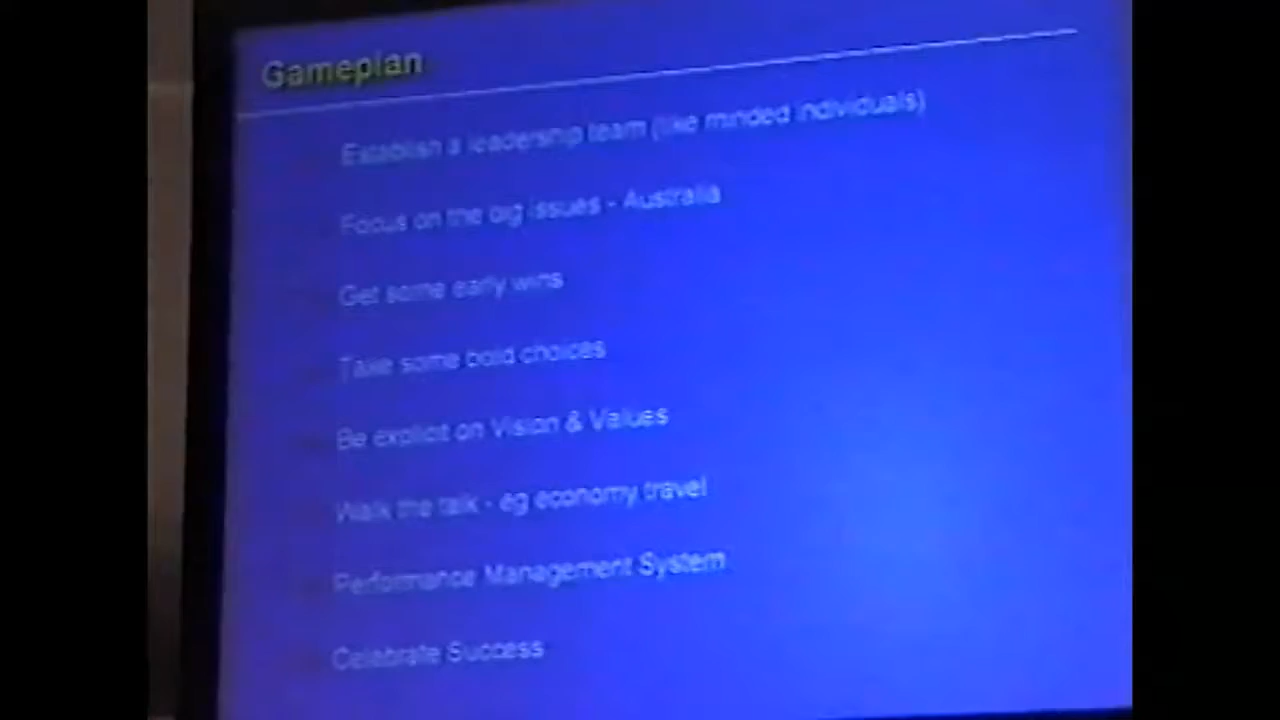 Gameplan
Establish a leadership team (like minded individuals)
Focus on the big issues - Australia
Get some early wins
Take some bold choices
Be explicit on Vision & Values
Walk the talk - eg economy travel
Performance Management System
Celebrate Success